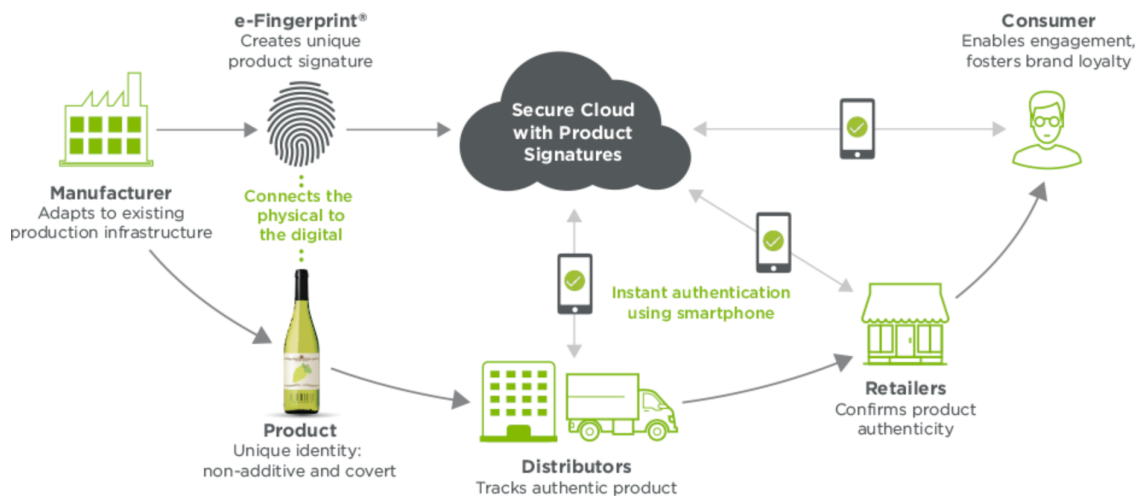 e-Fingerprint®
Creates unique
product signature
Consumer
Enables engagement,
fosters brand loyalty
Secure Cloud
with Product
Signatures
Manufacturer
Adapts to existing
production infrastructure
Connects the
physical to
the digital
Instant authentication
using smartphone
Retailers
Confirms product
authenticity
Product
Unique identity:
non-additive and covert
Distributors
Tracks authentic product